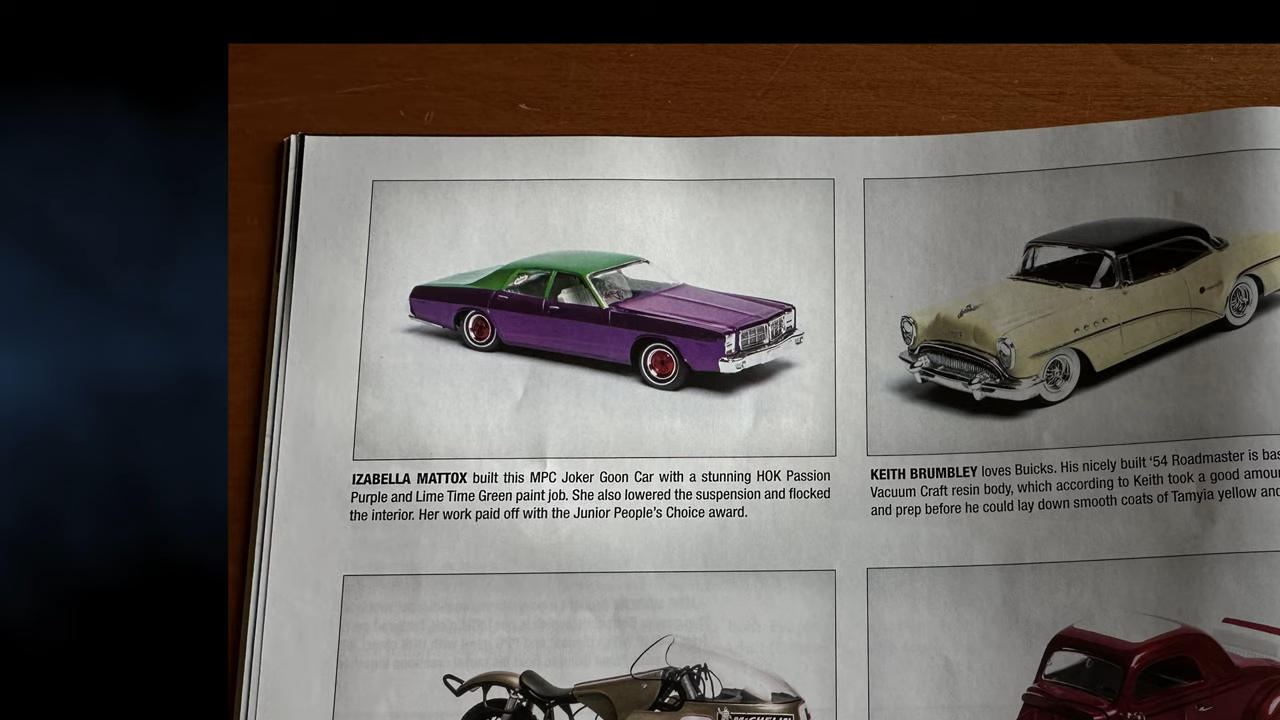 IZABELLA MATTOX built this MPC Joker Goon Car with a stunning HOK Passion
Purple and Lime Time Green paint job. She also lowered the suspension and flocked
the interior. Her work paid off with the Junior People's Choice award.
KEITH BRUMBLEY loves Buicks. His nicely built '54 Roadmaster is
Vacuum Craft resin body, which according to Keith took a good
and prep before he could lay down smooth coats of Tamyia yellow and
MICHELIN